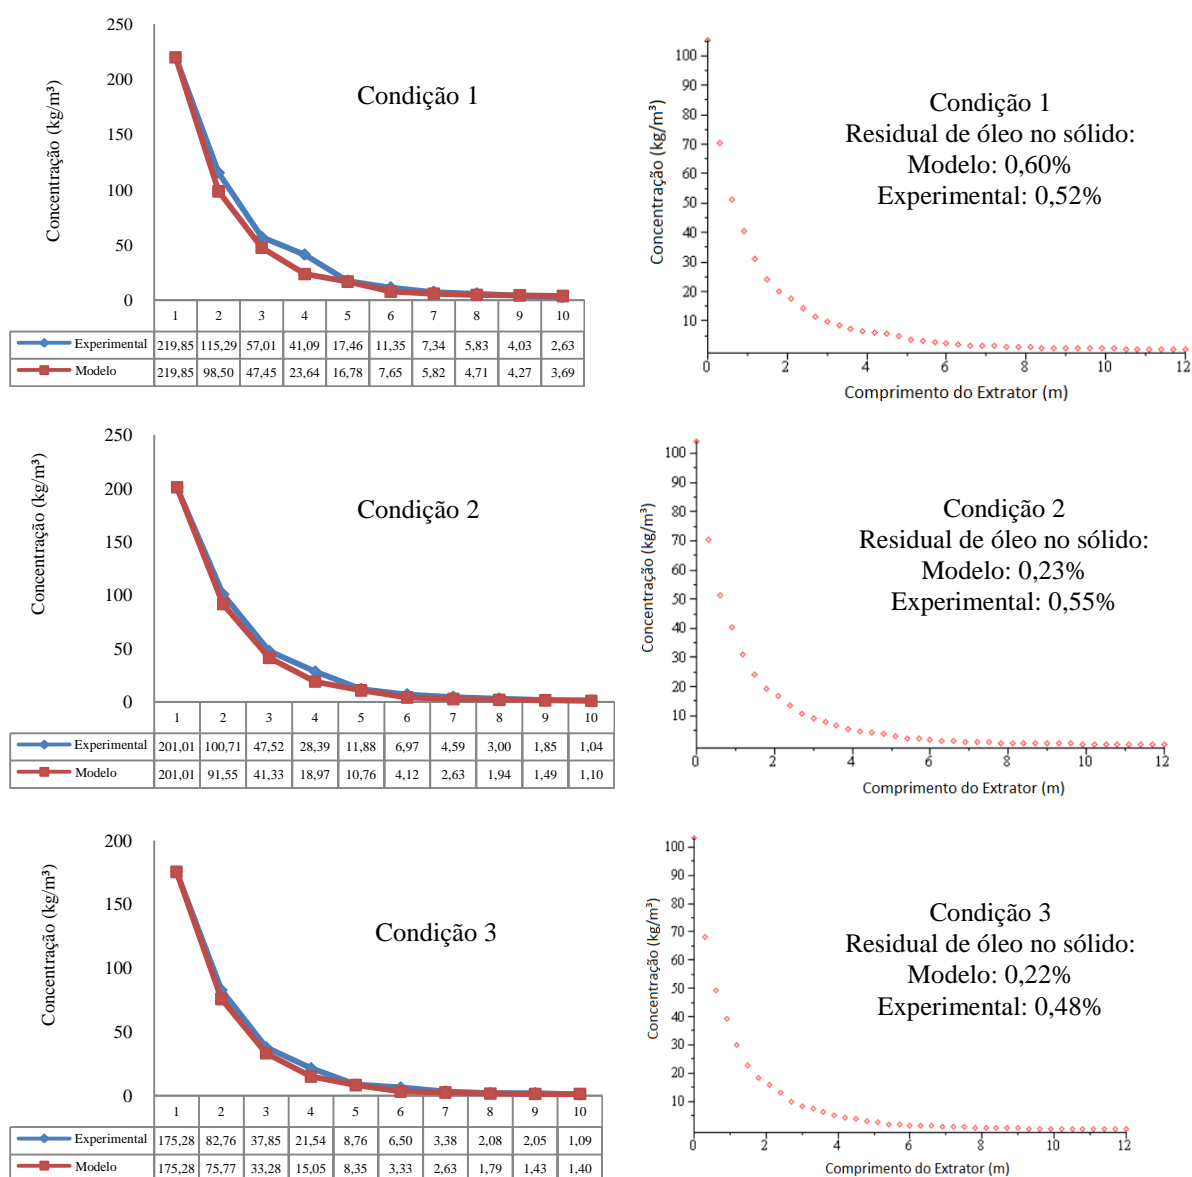 250
200
150
100
50
0
Concentração (kg/m³)
Condição 1
1 2 3 4 5 6 7 8 9 10
Experimental 219,85 115,29 57,01 41,09 17,46 11,35 7,34 5,83 4,03 2,63
Modelo 219,85 98,50 47,45 23,64 16,78 7,65 5,82 4,71 4,27 3,69
100
90
80
70
60
50
40
30
20
10
Concentração (kg/m³)
Condição 1
Residual de óleo no sólido:
Modelo: 0,60%
Experimental: 0,52%
0 2 4 6 8 10 12
Comprimento do Extrator (m)
250
200
150
100
50
0
Concentração (kg/m³)
Condição 2
1 2 3 4 5 6 7 8 9 10
Experimental 201,01 100,71 47,52 28,39 11,88 6,97 4,59 3,00 1,85 1,04
Modelo 201,01 91,55 41,33 18,97 10,76 4,12 2,63 1,94 1,49 1,10
100
90
80
70
60
50
40
30
20
10
Concentração (kg/m³)
Condição 2
Residual de óleo no sólido:
Modelo: 0,23%
Experimental: 0,55%
0 2 4 6 8 10 12
Comprimento do Extrator (m)
200
150
100
50
0
Concentração (kg/m³)
Condição 3
1 2 3 4 5 6 7 8 9 10
Experimental 175,28 82,76 37,85 21,54 8,76 6,50 3,38 2,08 2,05 1,09
Modelo 175,28 75,77 33,28 15,05 8,35 3,33 2,63 1,79 1,43 1,40
100
90
80
70
60
50
40
30
20
10
Concentração (kg/m³)
Condição 3
Residual de óleo no sólido:
Modelo: 0,22%
Experimental: 0,48%
0 2 4 6 8 10 12
Comprimento do Extrator (m)